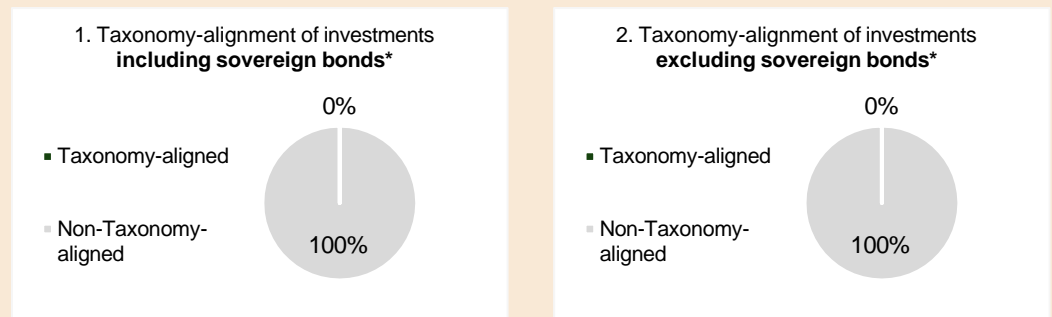 1. Taxonomy-alignment of investments
including sovereign bonds*
0%
Taxonomy-aligned
Non-Taxonomy-
aligned
100%
2. Taxonomy-alignment of investments
excluding sovereign bonds*
0%
Taxonomy-aligned
Non-Taxonomy-
aligned
100%